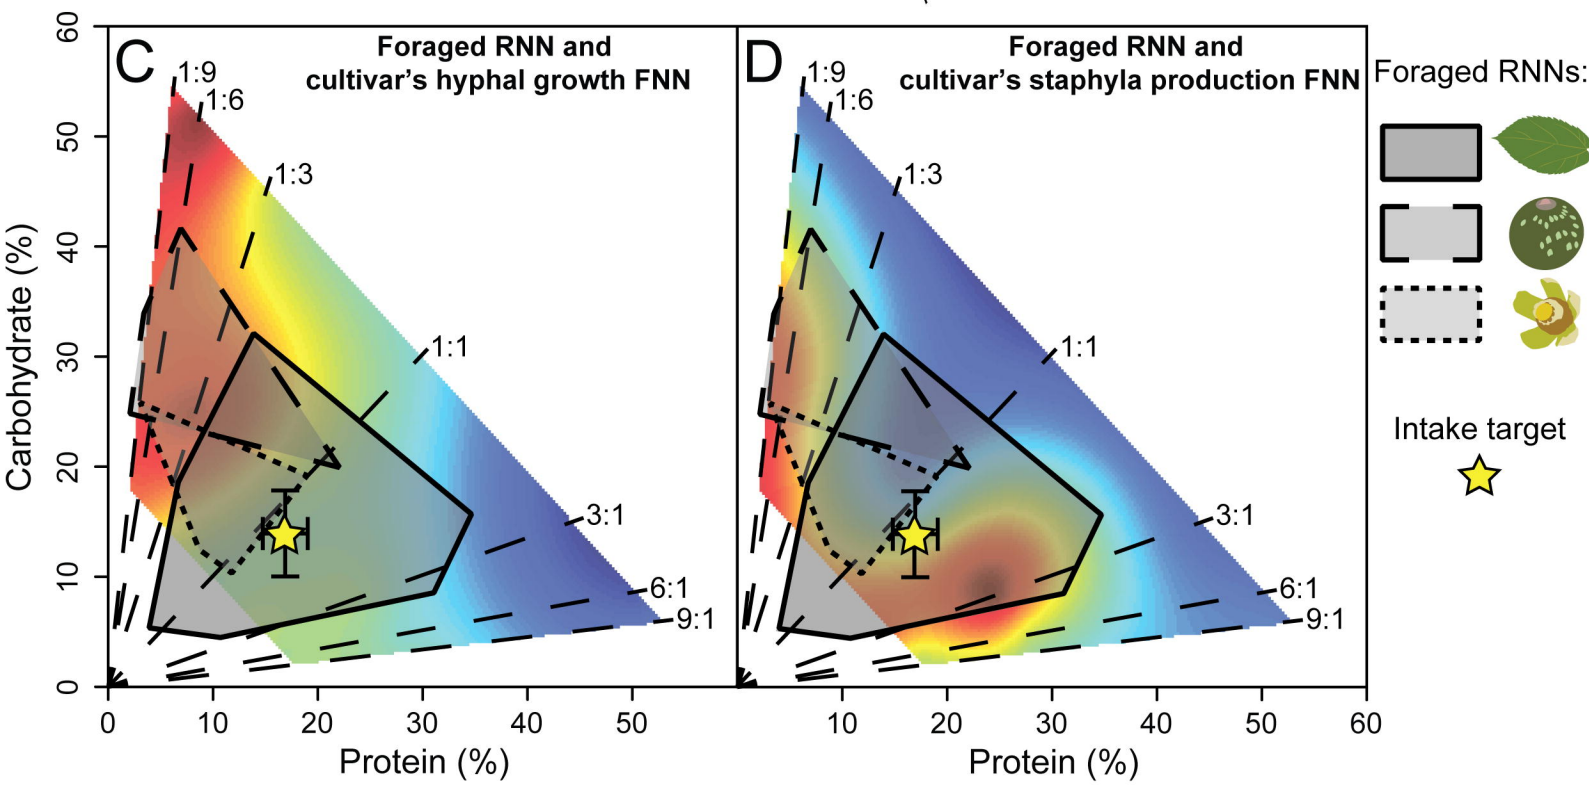 C
Foraged RNN and
cultivar's hyphal growth FNN
D
Foraged RNN and
cultivar's staphyla production FNN
Foraged RNNs:
Intake target
Carbohydrate (%)
60
50
40
30
20
10
0
1:9
1:6
1:3
1:1
3:1
6:1
9:1
1:9
1:6
1:3
1:1
3:1
6:1
9:1
0 10 20 30 40 50
10 20 30 40 50 60
Protein (%)
Protein (%)